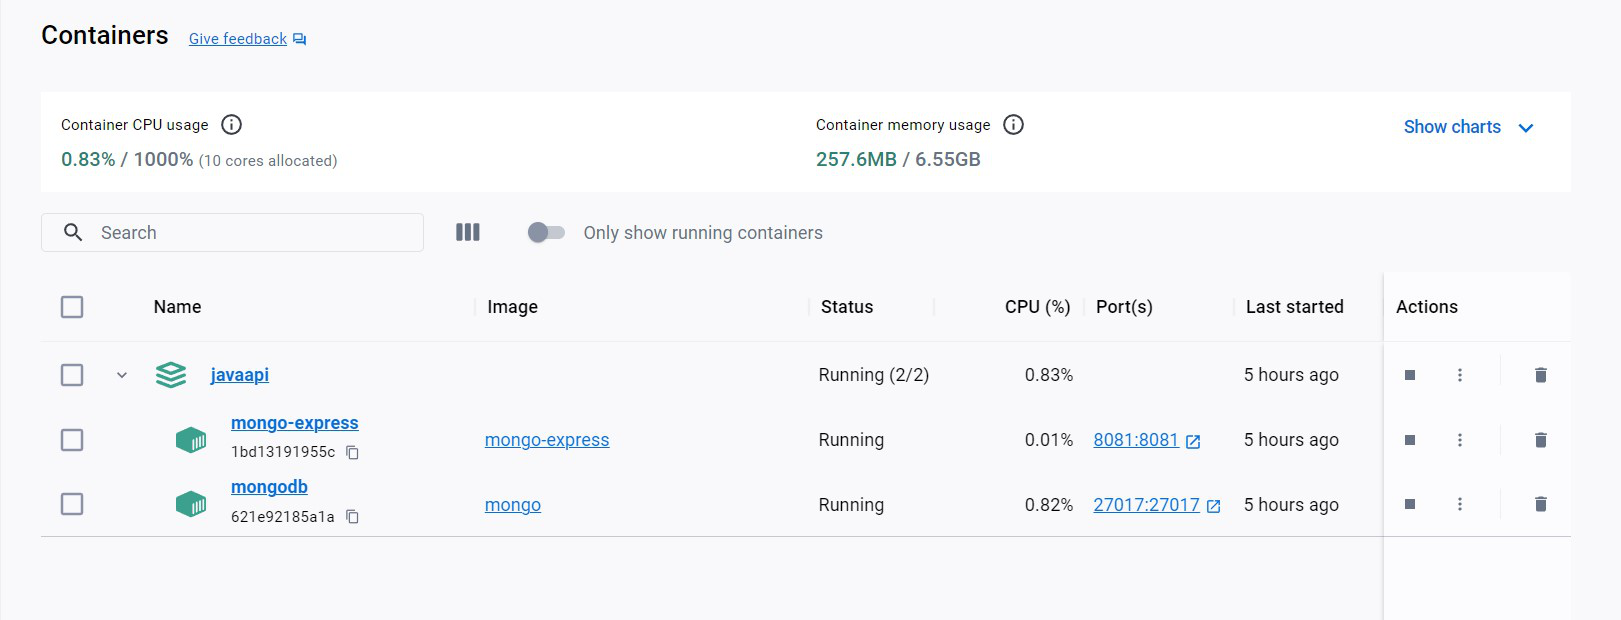 Containers Give feedback
Container CPU usage
0.83% / 1000% (10 cores allocated)
Container memory usage
257.6MB / 6.55GB
Show charts
Search
Only show running containers
Name Image Status CPU (%) Port(s) Last started Actions
javaapi Running (2/2) 0.83% 5 hours ago
mongo-express
1bd13191955c
mongo-express Running 0.01% 8081:8081 5 hours ago
mongodb
621e92185a1a
mongo Running 0.82% 27017:27017 5 hours ago